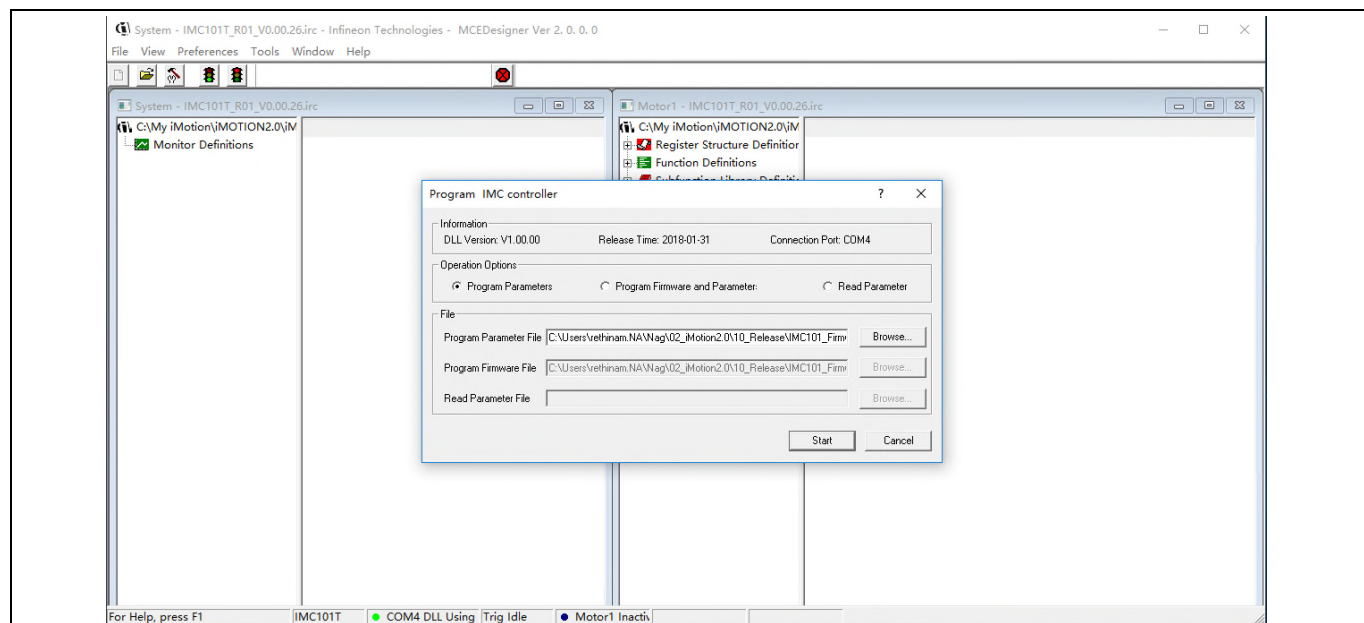 System - IMC101T_R01_V0.00.26.irc - Infineon Technologies - MCEDesigner Ver 2. 0. 0. 0
File View Preferences Tools Window Help
System - IMC101T_R01_V0.00.26.irc
C:\My iMotion\iMOTION2.0\iM
Monitor Definitions
Motor1 - IMC101T_R01_V0.00.26.irc
C:\My iMotion\iMOTION2.0\iM
Register Structure Definitior
Function Definitions
Subfunction Library Definiti
Program IMC controller ?
Information
DLL Version: V1.00.00 Release Time: 2018-01-31 Connection Port: COM4
Operation Options
Program Parameters Program Firmware and Parameter Read Parameter
File
Program Parameter File C:\Users\rethinam.NA\Nag\02_iMotion2.0\10_Release\IMC101_Firm Browse...
Program Firmware File C:\Users\rethinam.NA\Nag\02_iMotion2.0\10_Release\IMC101_Firm Browse...
Read Parameter File Browse...
Start Cancel
For Help, press F1 IMC101T COM4 DLL Using Trig Idle Motor1 Inactiv